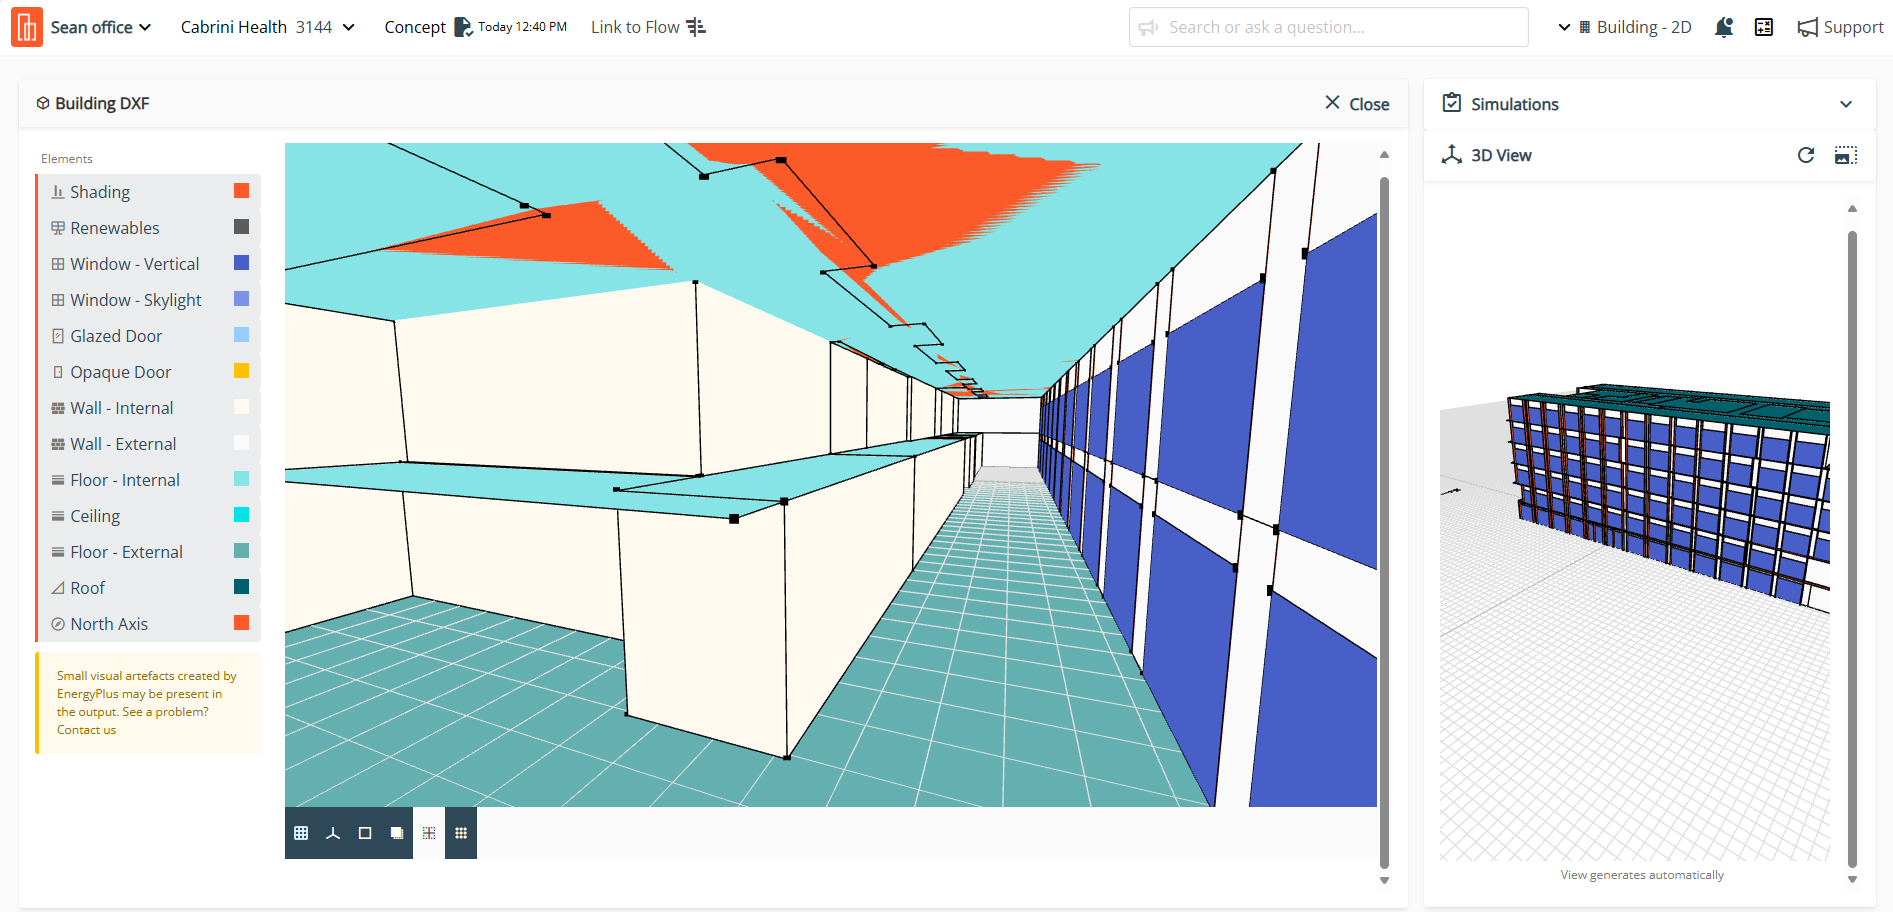 Sean office
Cabrini Health 3144
Concept
Today 12:40 PM
Link to Flow
Search or ask a question...
Building - 2D
Support
Building DXF
Close
Elements
Shading
Renewables
Window - Vertical
Window - Skylight
Glazed Door
Opaque Door
Wall - Internal
Wall - External
Floor - Internal
Ceiling
Floor - External
Roof
North Axis
Small visual artefacts created by
EnergyPlus may be present in
the output. See a problem?
Contact us
Simulations
3D View
View generates automatically